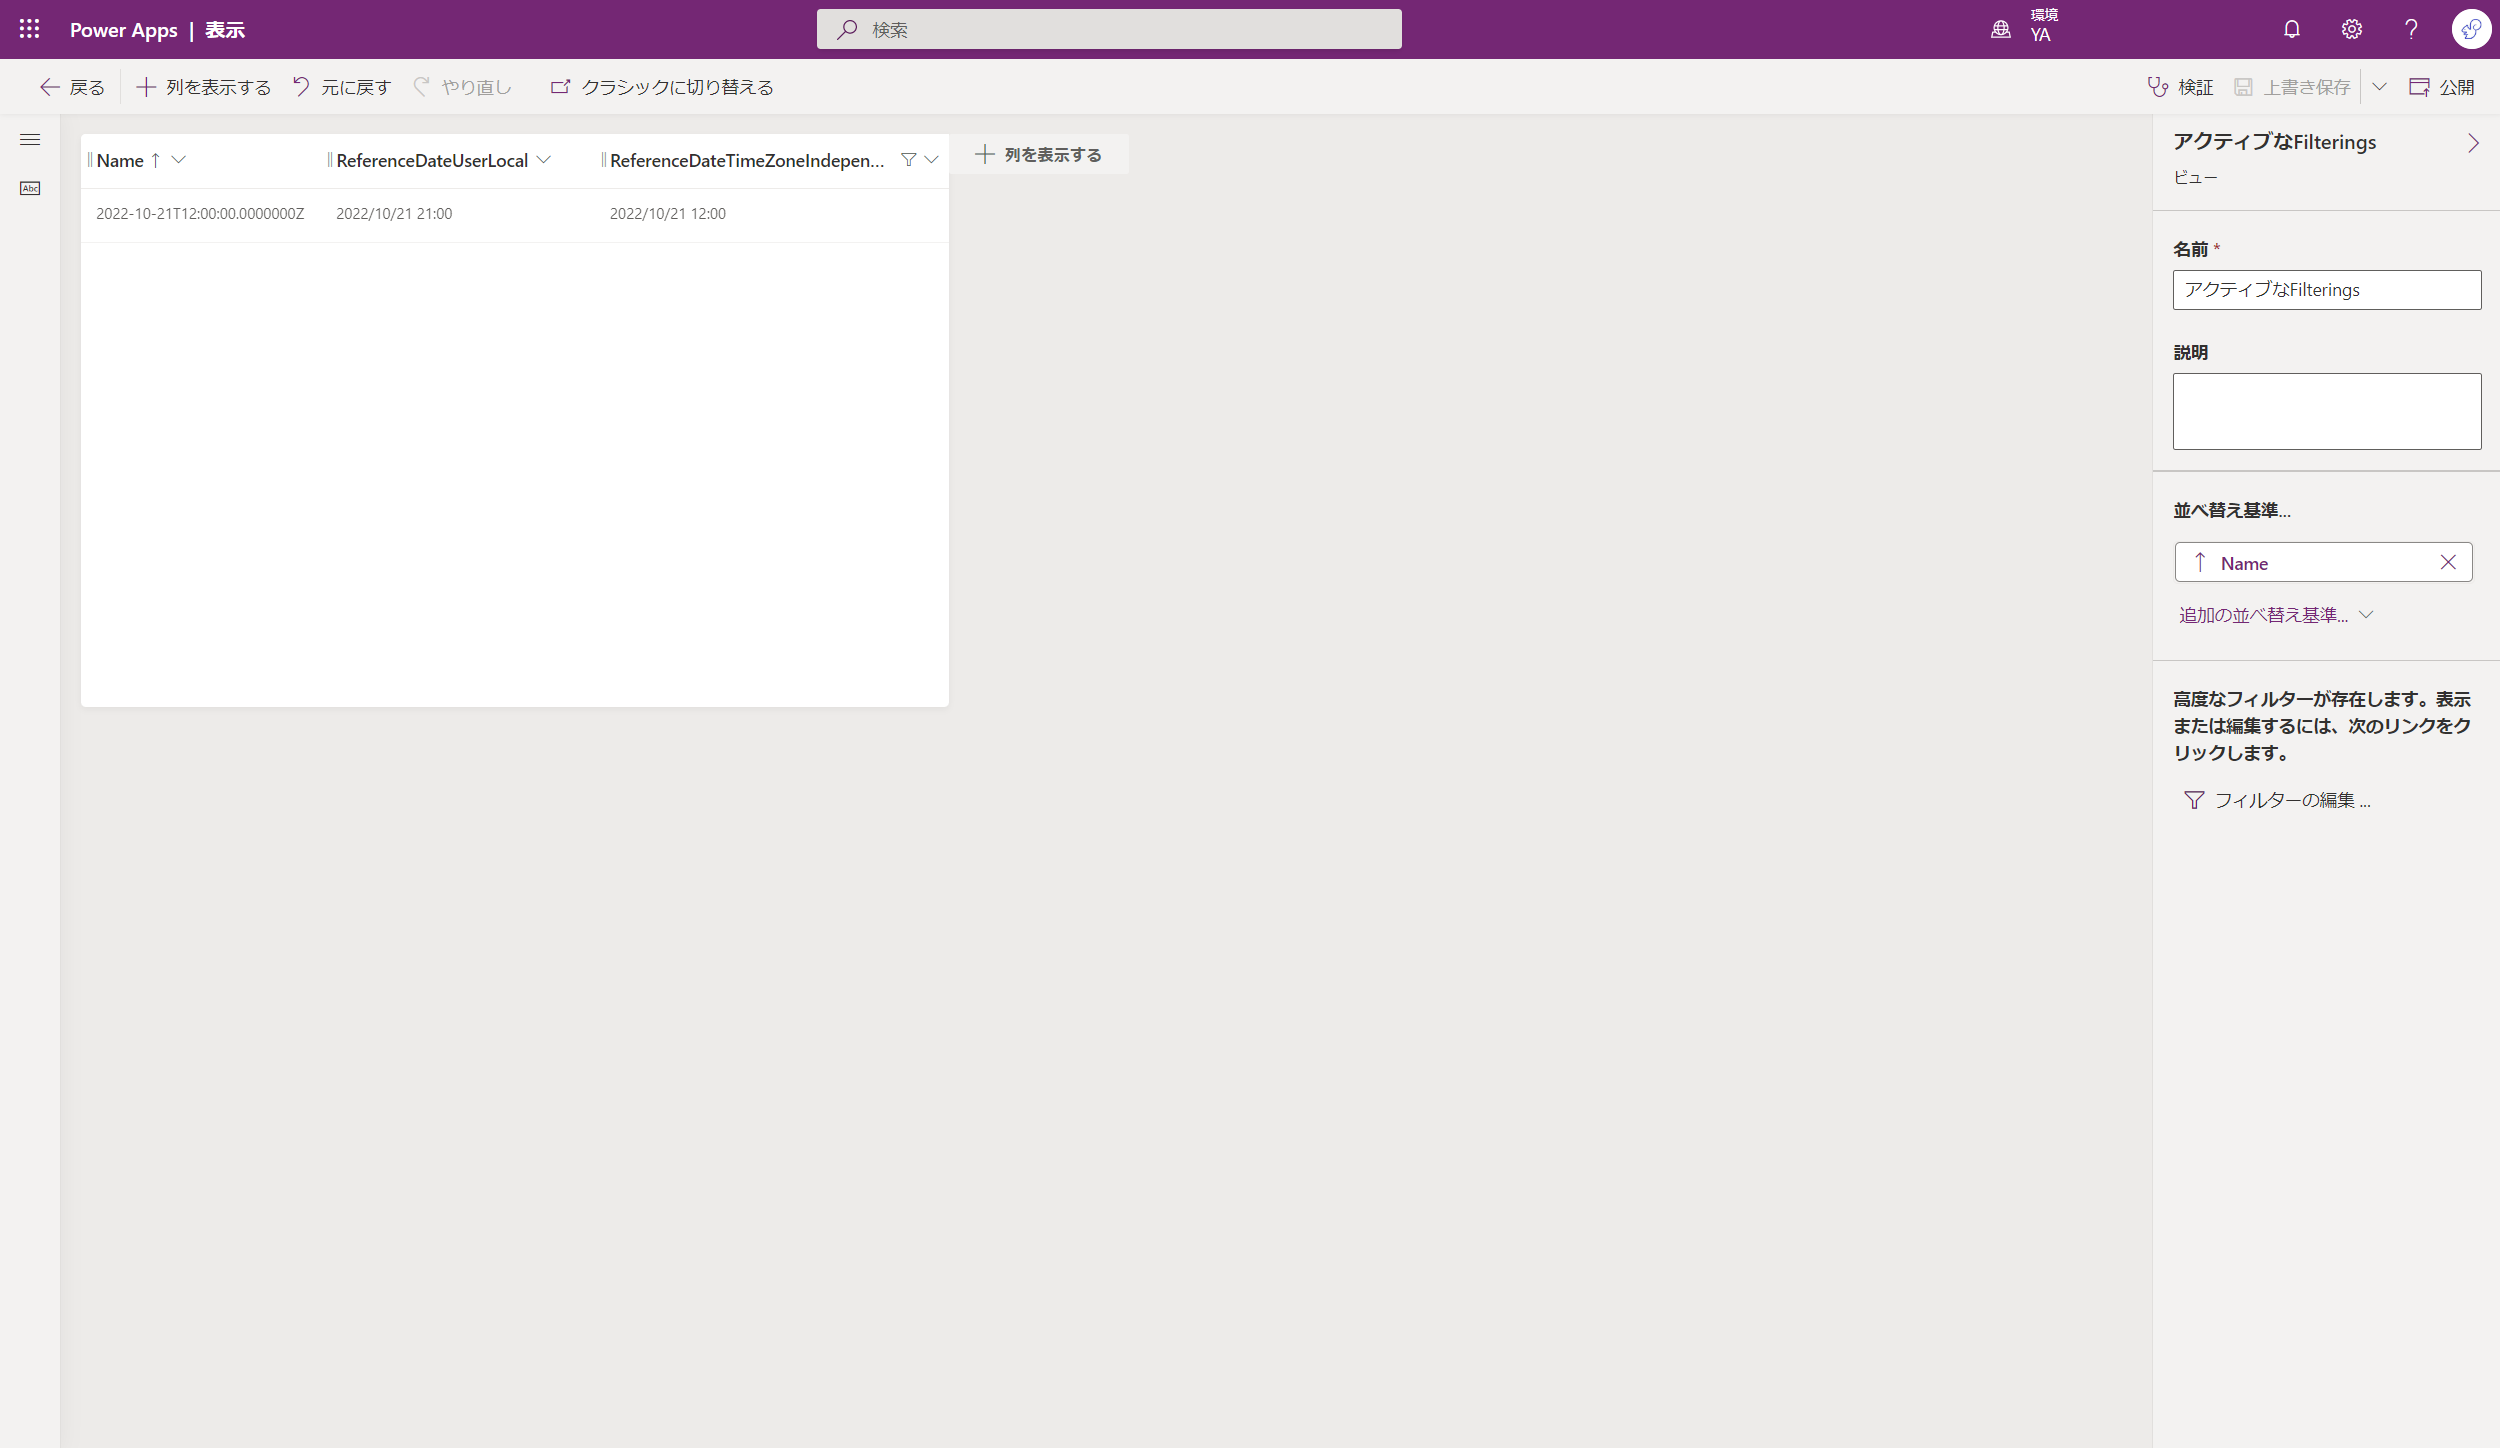 Power Apps | 表示
検索
環境
YA
戻る
列を表示する
元に戻す
やり直し
クラシックに切り替える
検証
上書き保存
公開
Abc
Name
ReferenceDateUserLocal
ReferenceDateTimeZoneIndepen...
列を表示する
2022-10-21T12:00:00.0000000Z
2022/10/21 21:00
2022/10/21 12:00
アクティブなFilterings
ビュー
名前 *
アクティブなFilterings
説明
並べ替え基準...
Name
追加の並べ替え基準...
高度なフィルターが存在します。表示
または編集するには、次のリンクをク
リックします。
フィルターの編集 ...